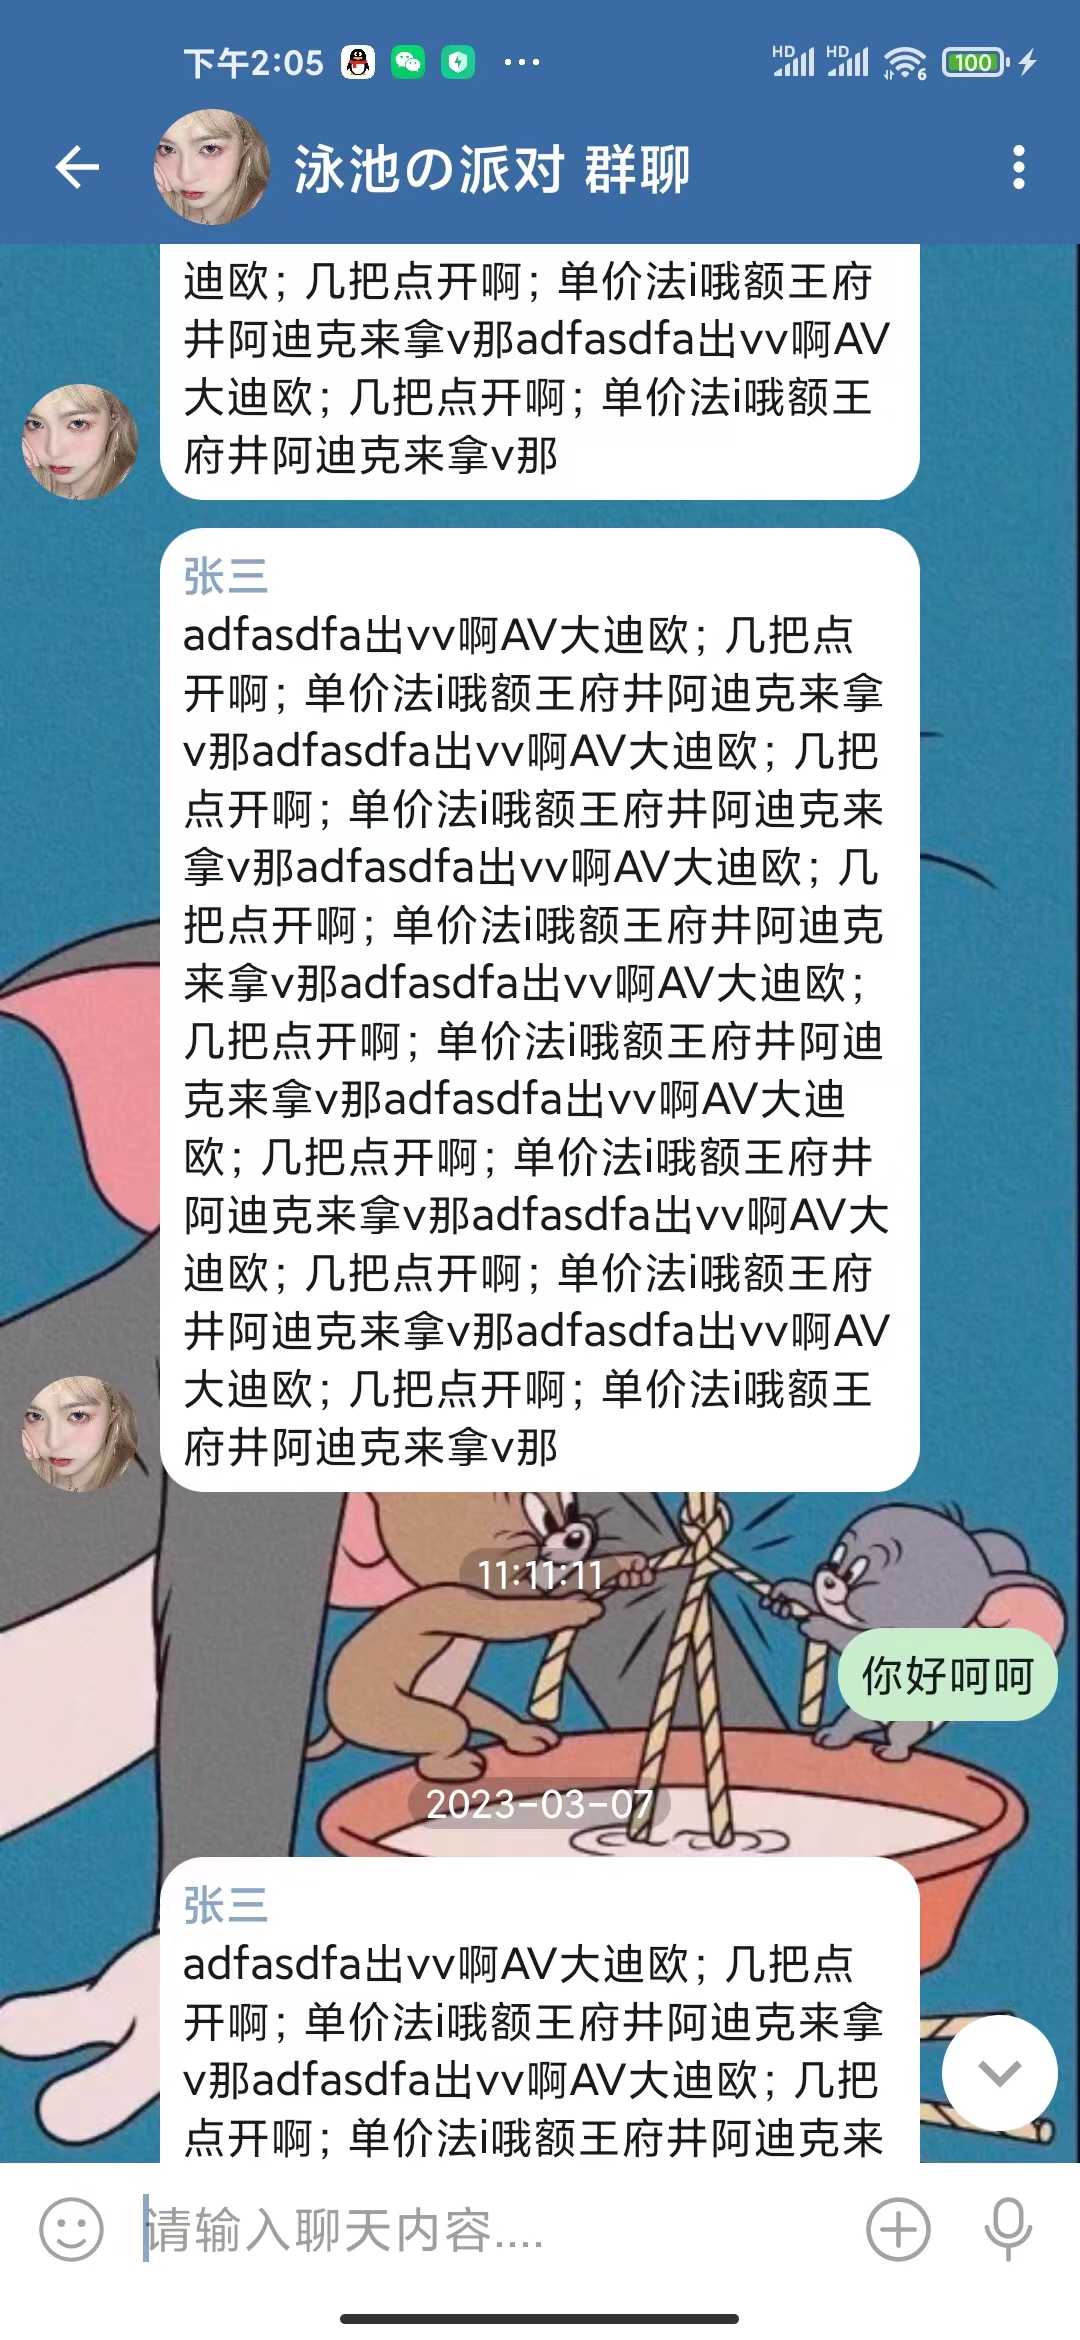 下午2:05 ··· HD HD 6 100
泳池の派对 群聊
迪欧；几把点开啊；单价法i哦额王府
井阿迪克来拿v那adfasdfa出vv啊AV
大迪欧；几把点开啊；单价法i哦额王
府井阿迪克来拿v那
张三
adfasdfa出vv啊AV大迪欧；几把点
开啊；单价法i哦额王府井阿迪克来拿
v那adfasdfa出vv啊AV大迪欧；几把
点开啊；单价法i哦额王府井阿迪克来
拿v那adfasdfa出vv啊AV大迪欧；几
把点开啊；单价法i哦额王府井阿迪克
来拿v那adfasdfa出vv啊AV大迪欧；
几把点开啊；单价法i哦额王府井阿迪
克来拿v那adfasdfa出vv啊AV大迪
欧；几把点开啊；单价法i哦额王府井
阿迪克来拿v那adfasdfa出vv啊AV大
迪欧；几把点开啊；单价法i哦额王府
井阿迪克来拿v那adfasdfa出vv啊AV
大迪欧；几把点开啊；单价法i哦额王
府井阿迪克来拿v那
11:11:11
你好呵呵
2023-03-07
张三
adfasdfa出vv啊AV大迪欧；几把点
开啊；单价法i哦额王府井阿迪克来拿
v那adfasdfa出vv啊AV大迪欧；几把
点开啊；单价法i哦额王府井阿迪克来
请输入聊天内容....